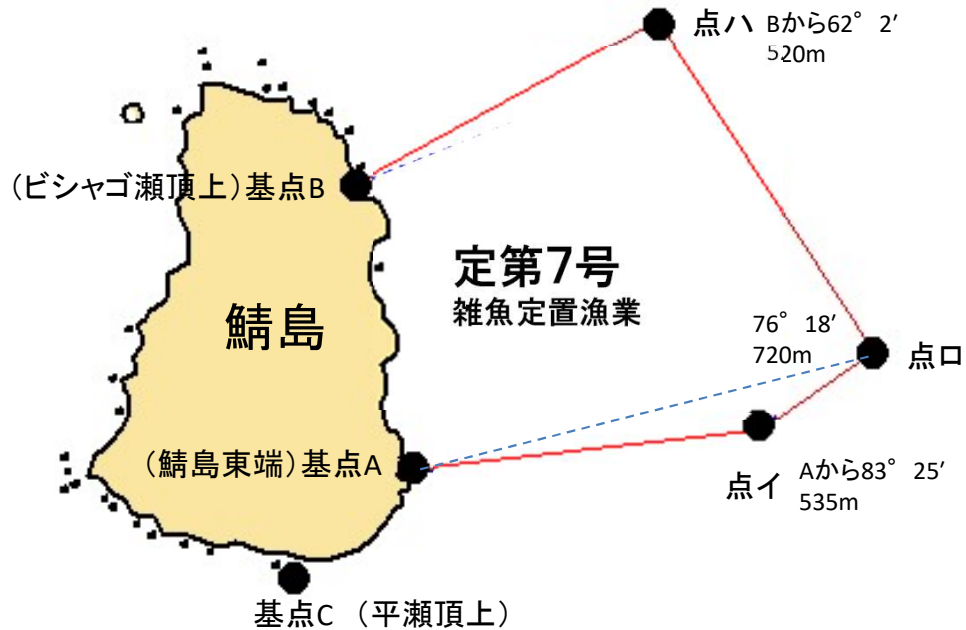 点ハ Bから62° 2′
520m
(ビシャゴ瀬頂上)基点B
定第7号
雑魚定置漁業
鯖島
76° 18′
720m
点ロ
(鯖島東端)基点A
点イ Aから83° 25′
535m
基点C (平瀬頂上)